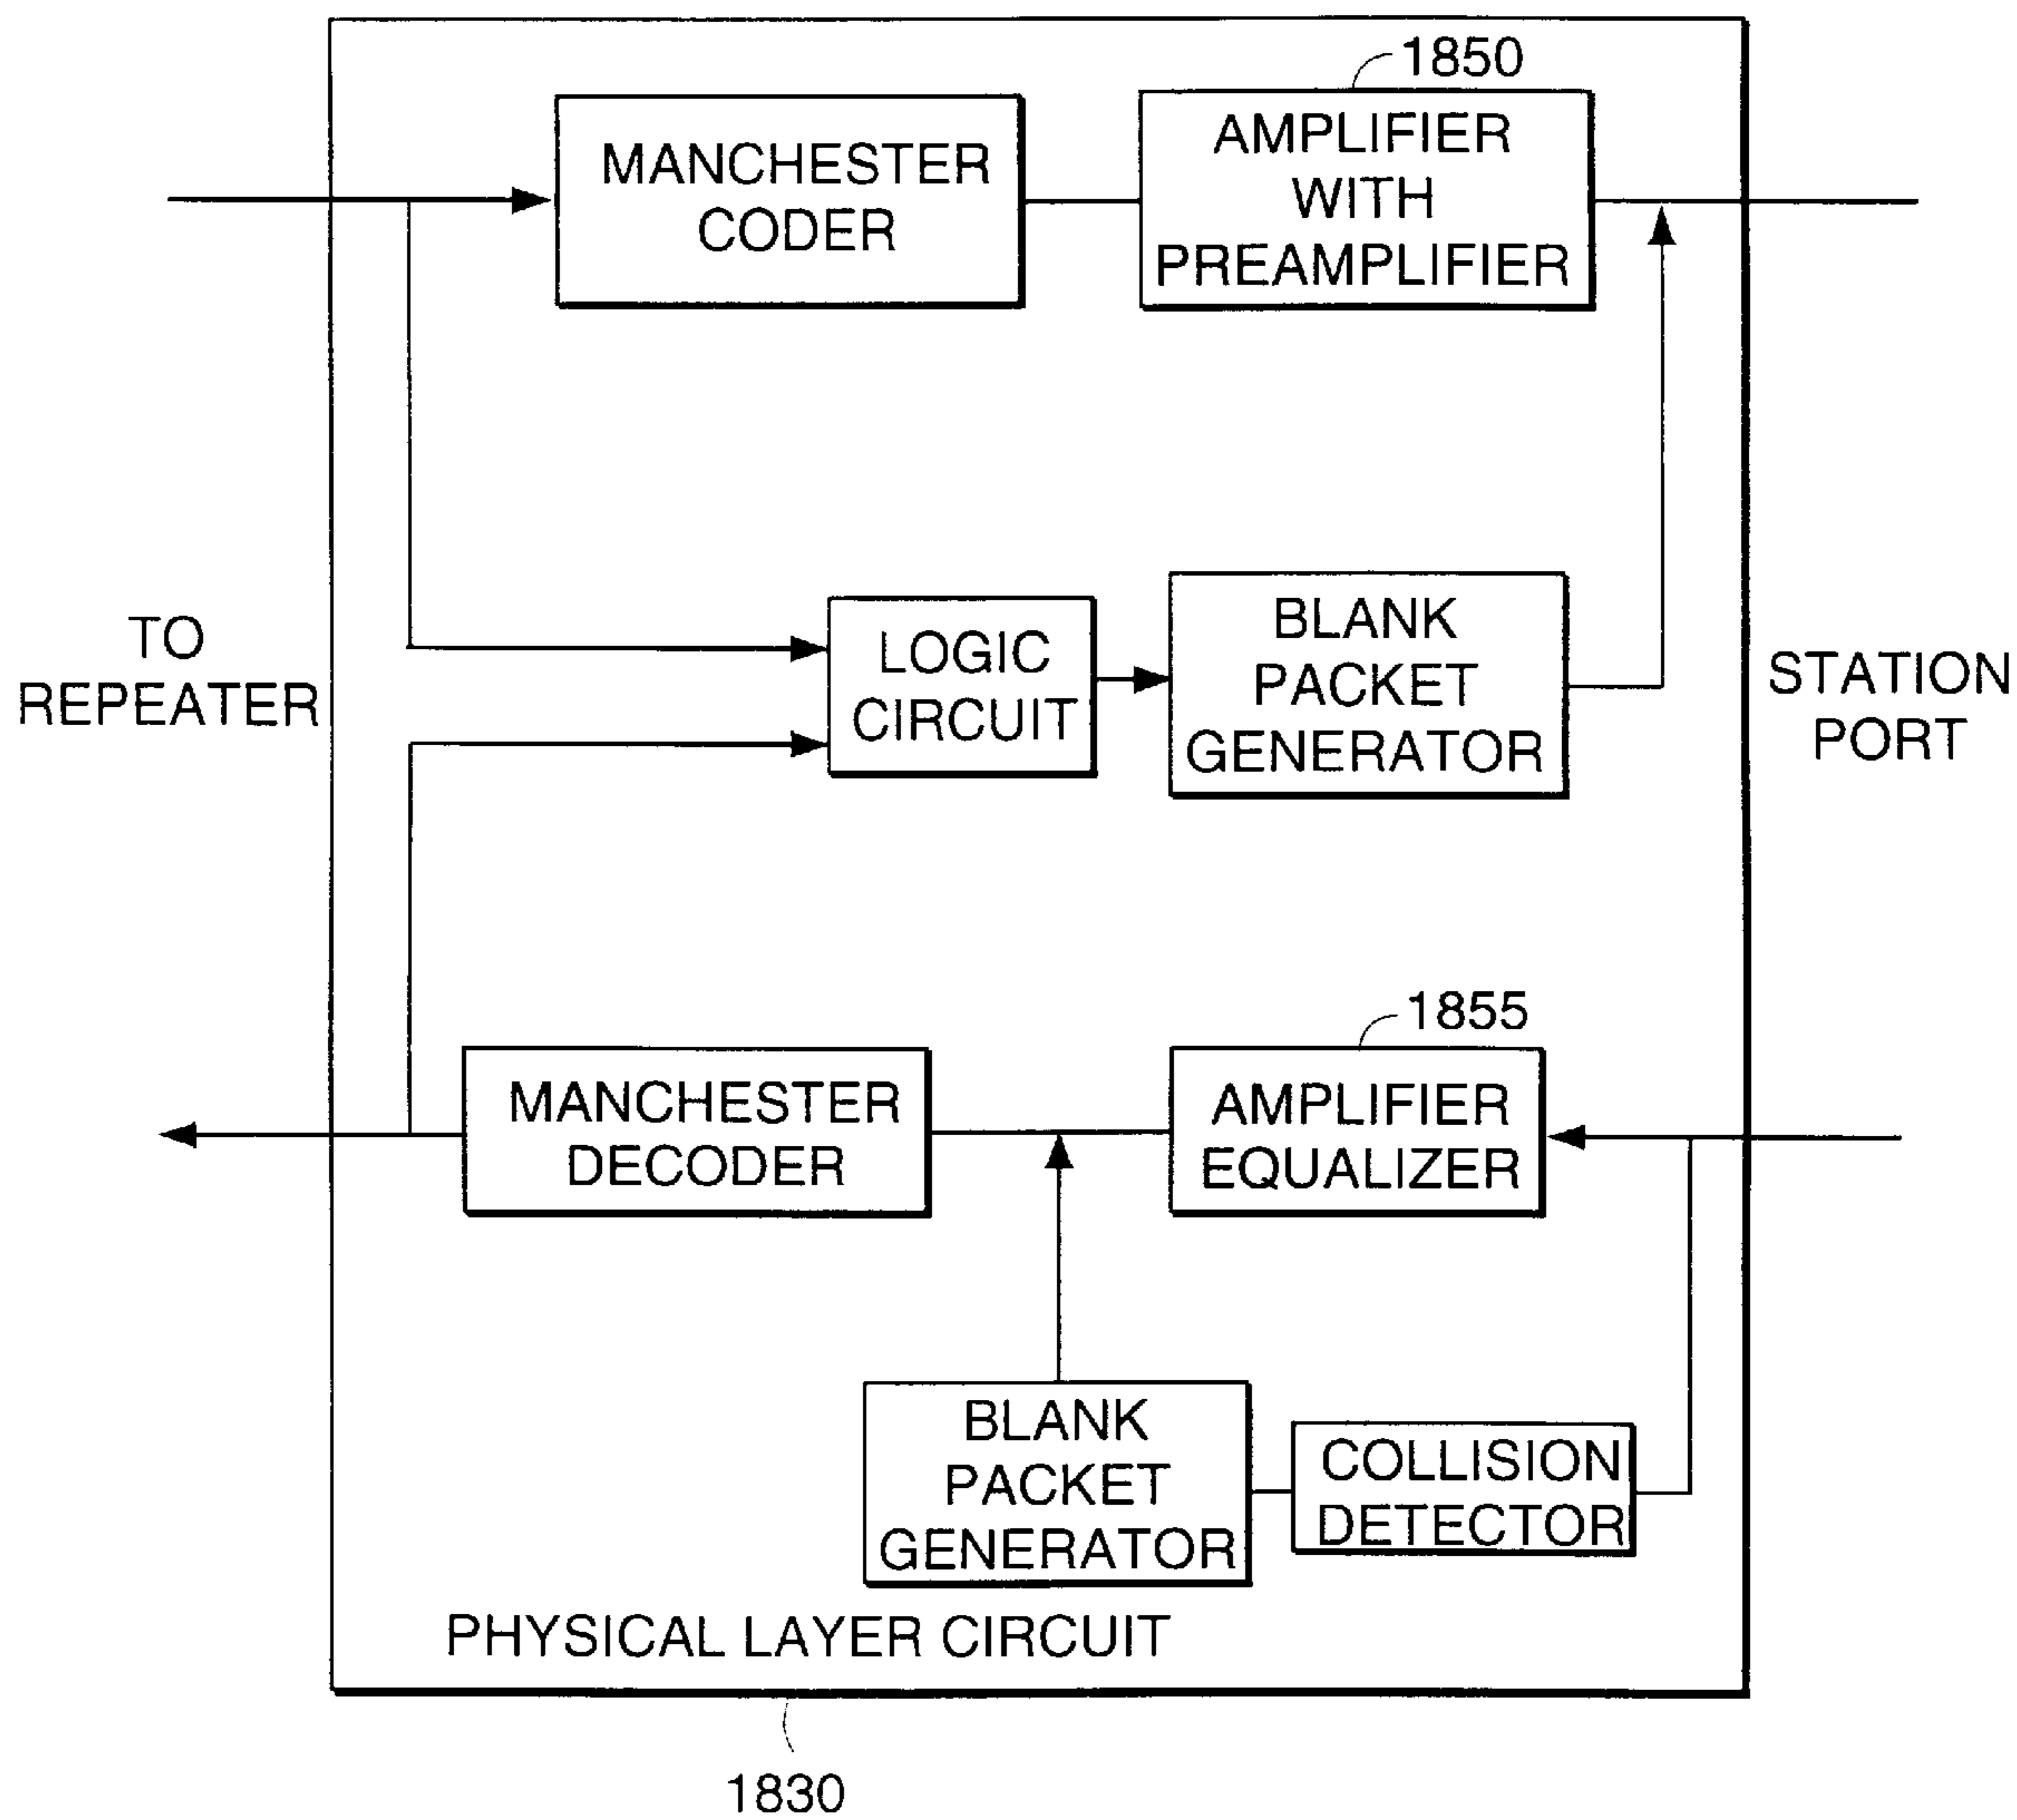 1850
MANCHESTER
CODER
AMPLIFIER
WITH
PREAMPLIFIER
TO
REPEATER
LOGIC
CIRCUIT
BLANK
PACKET
GENERATOR
STATION
PORT
1855
MANCHESTER
DECODER
AMPLIFIER
EQUALIZER
BLANK
PACKET
GENERATOR
COLLISION
DETECTOR
PHYSICAL LAYER CIRCUIT
1830